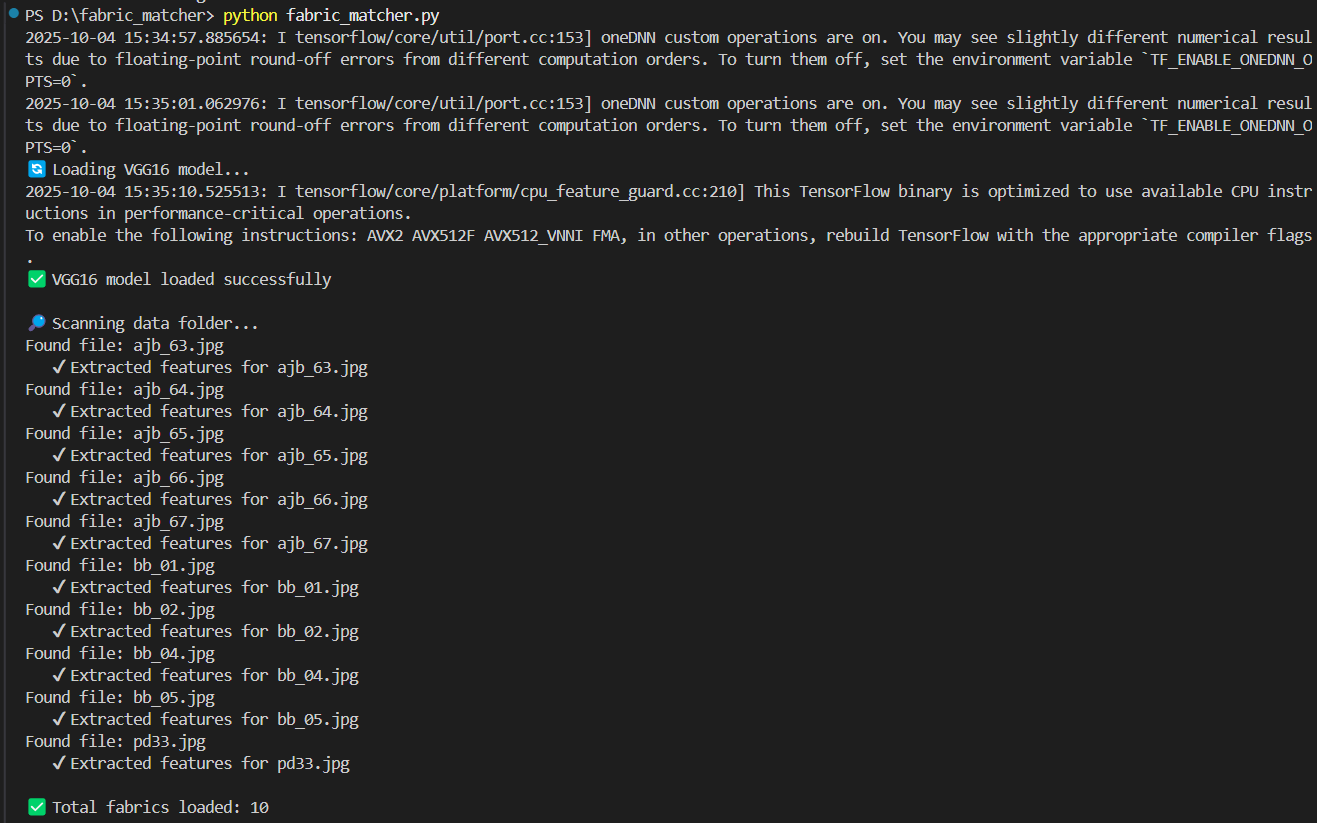 PS D:\fabric_matcher> python fabric_matcher.py
2025-10-04 15:34:57.885654: I tensorflow/core/util/port.cc:153] oneDNN custom operations are on. You may see slightly different numerical resul
ts due to floating-point round-off errors from different computation orders. To turn them off, set the environment variable `TF_ENABLE_ONEDNN_O
PTS=0`.
2025-10-04 15:35:01.062976: I tensorflow/core/util/port.cc:153] oneDNN custom operations are on. You may see slightly different numerical resul
ts due to floating-point round-off errors from different computation orders. To turn them off, set the environment variable `TF_ENABLE_ONEDNN_O
PTS=0`.
🔄 Loading VGG16 model...
2025-10-04 15:35:10.525513: I tensorflow/core/platform/cpu_feature_guard.cc:210] This TensorFlow binary is optimized to use available CPU instr
uctions in performance-critical operations.
To enable the following instructions: AVX2 AVX512F AVX512_VNNI FMA, in other operations, rebuild TensorFlow with the appropriate compiler flags
.
✅ VGG16 model loaded successfully
🔎 Scanning data folder...
Found file: ajb_63.jpg
✓ Extracted features for ajb_63.jpg
Found file: ajb_64.jpg
✓ Extracted features for ajb_64.jpg
Found file: ajb_65.jpg
✓ Extracted features for ajb_65.jpg
Found file: ajb_66.jpg
✓ Extracted features for ajb_66.jpg
Found file: ajb_67.jpg
✓ Extracted features for ajb_67.jpg
Found file: bb_01.jpg
✓ Extracted features for bb_01.jpg
Found file: bb_02.jpg
✓ Extracted features for bb_02.jpg
Found file: bb_04.jpg
✓ Extracted features for bb_04.jpg
Found file: bb_05.jpg
✓ Extracted features for bb_05.jpg
Found file: pd33.jpg
✓ Extracted features for pd33.jpg
✅ Total fabrics loaded: 10